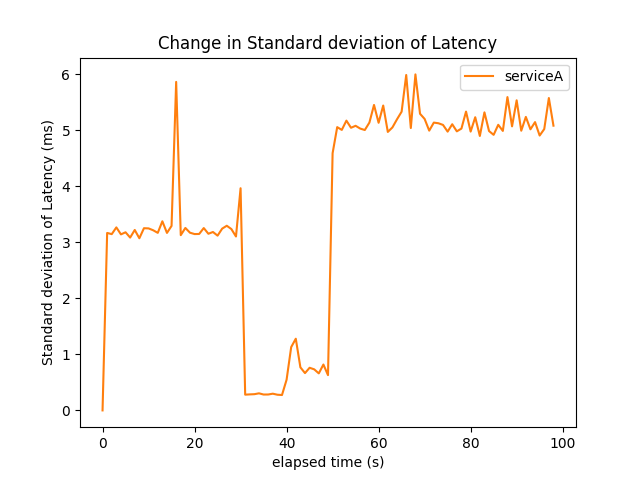 Change in Standard deviation of Latency
serviceA
Standard deviation of Latency (ms)
6
5
4
3
2
1
0
0 20 40 60 80 100
elapsed time (s)